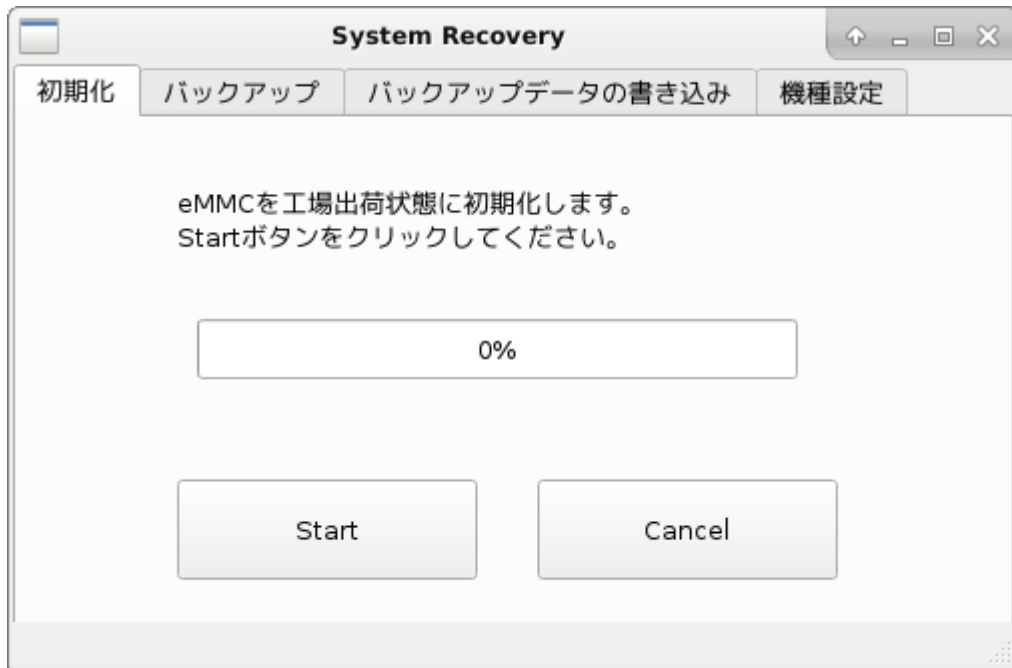 System Recovery
初期化 バックアップ バックアップデータの書き込み 機種設定
eMMCを工場出荷状態に初期化します。
Startボタンをクリックしてください。
0%
Start Cancel